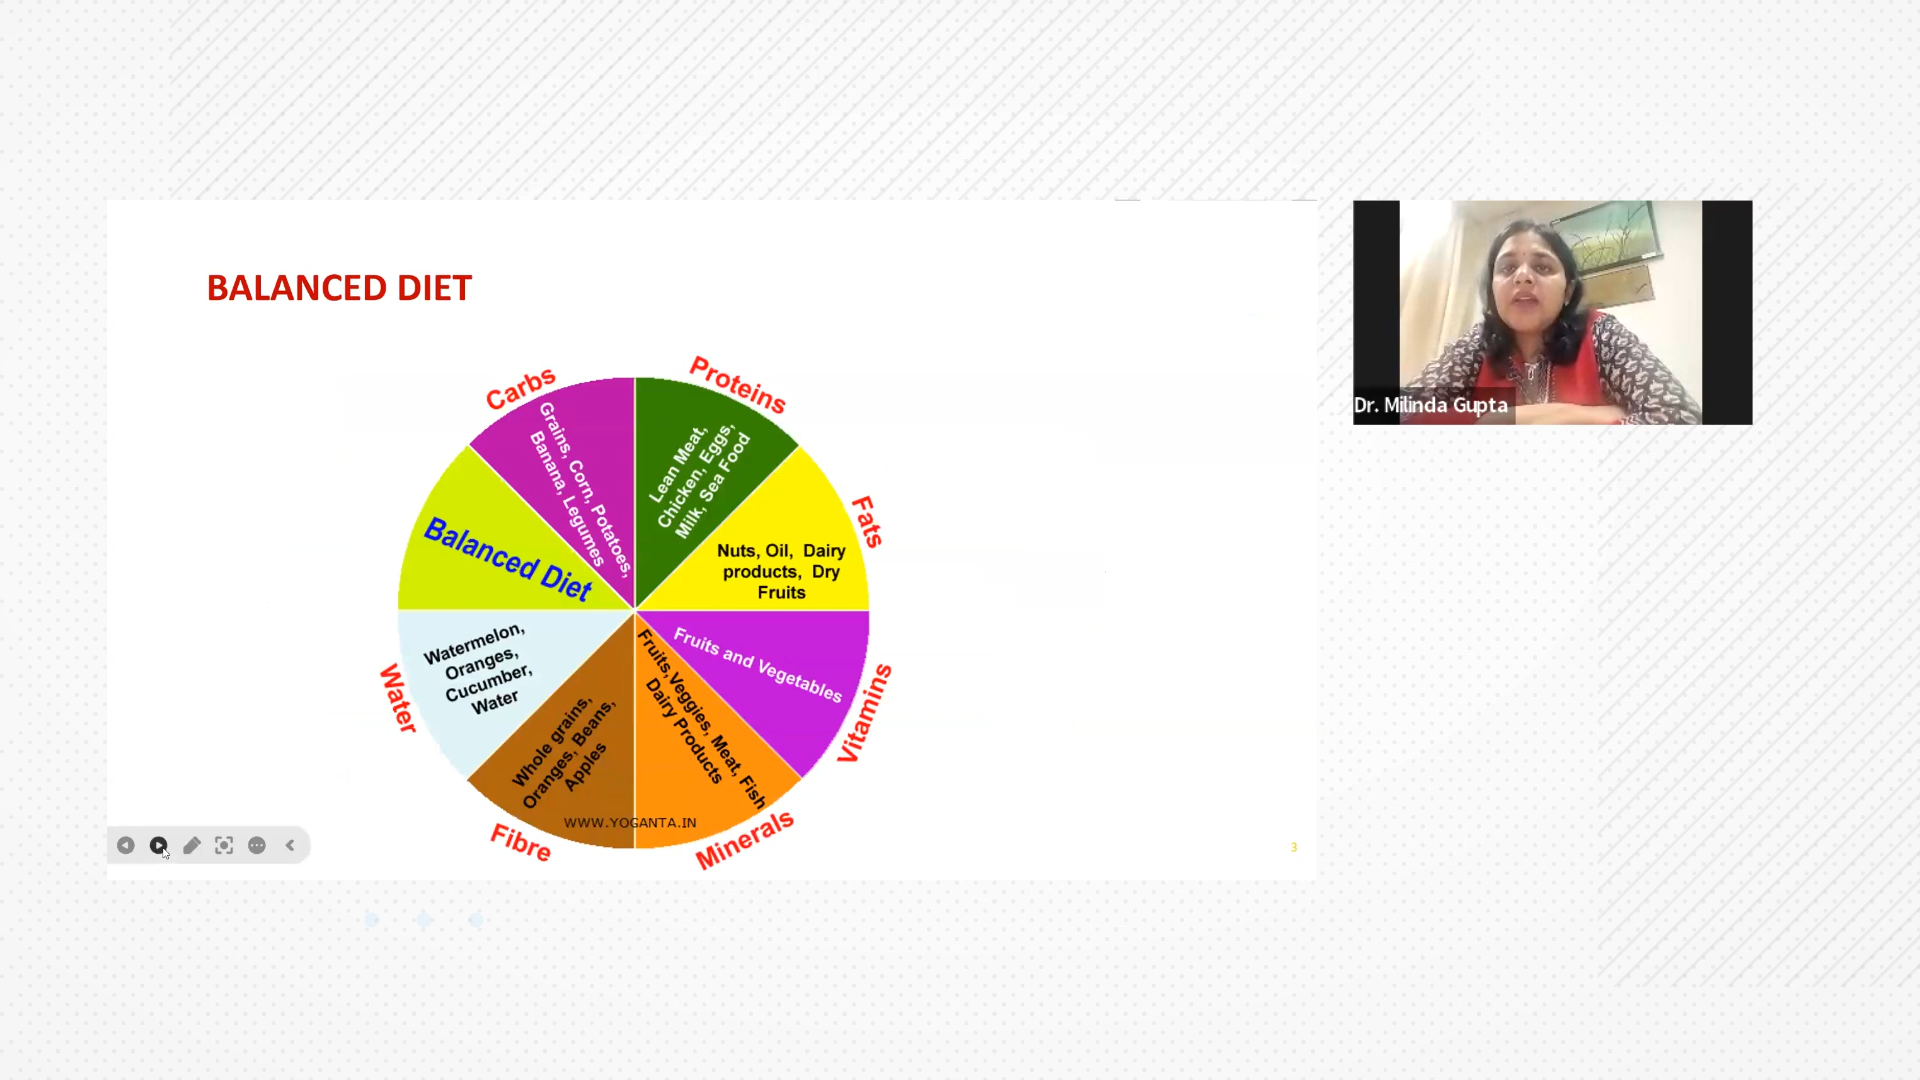 BALANCED DIET
Carbs
Grains, Corn, Potatoes,
Banana, Legumes
Proteins
Lean Meat,
Chicken, Eggs,
Milk, Sea Food
Fats
Nuts, Oil, Dairy
products, Dry
Fruits
Vitamins
Fruits and Vegetables
Minerals
Fruits, Veggies, Meat, Fish
Dairy Products
Fibre
Whole grains,
Oranges, Beans,
Apples
Water
Watermelon,
Oranges,
Cucumber,
Water
Balanced Diet
WWW.YOGANTA.IN
3
Dr. Milinda Gupta